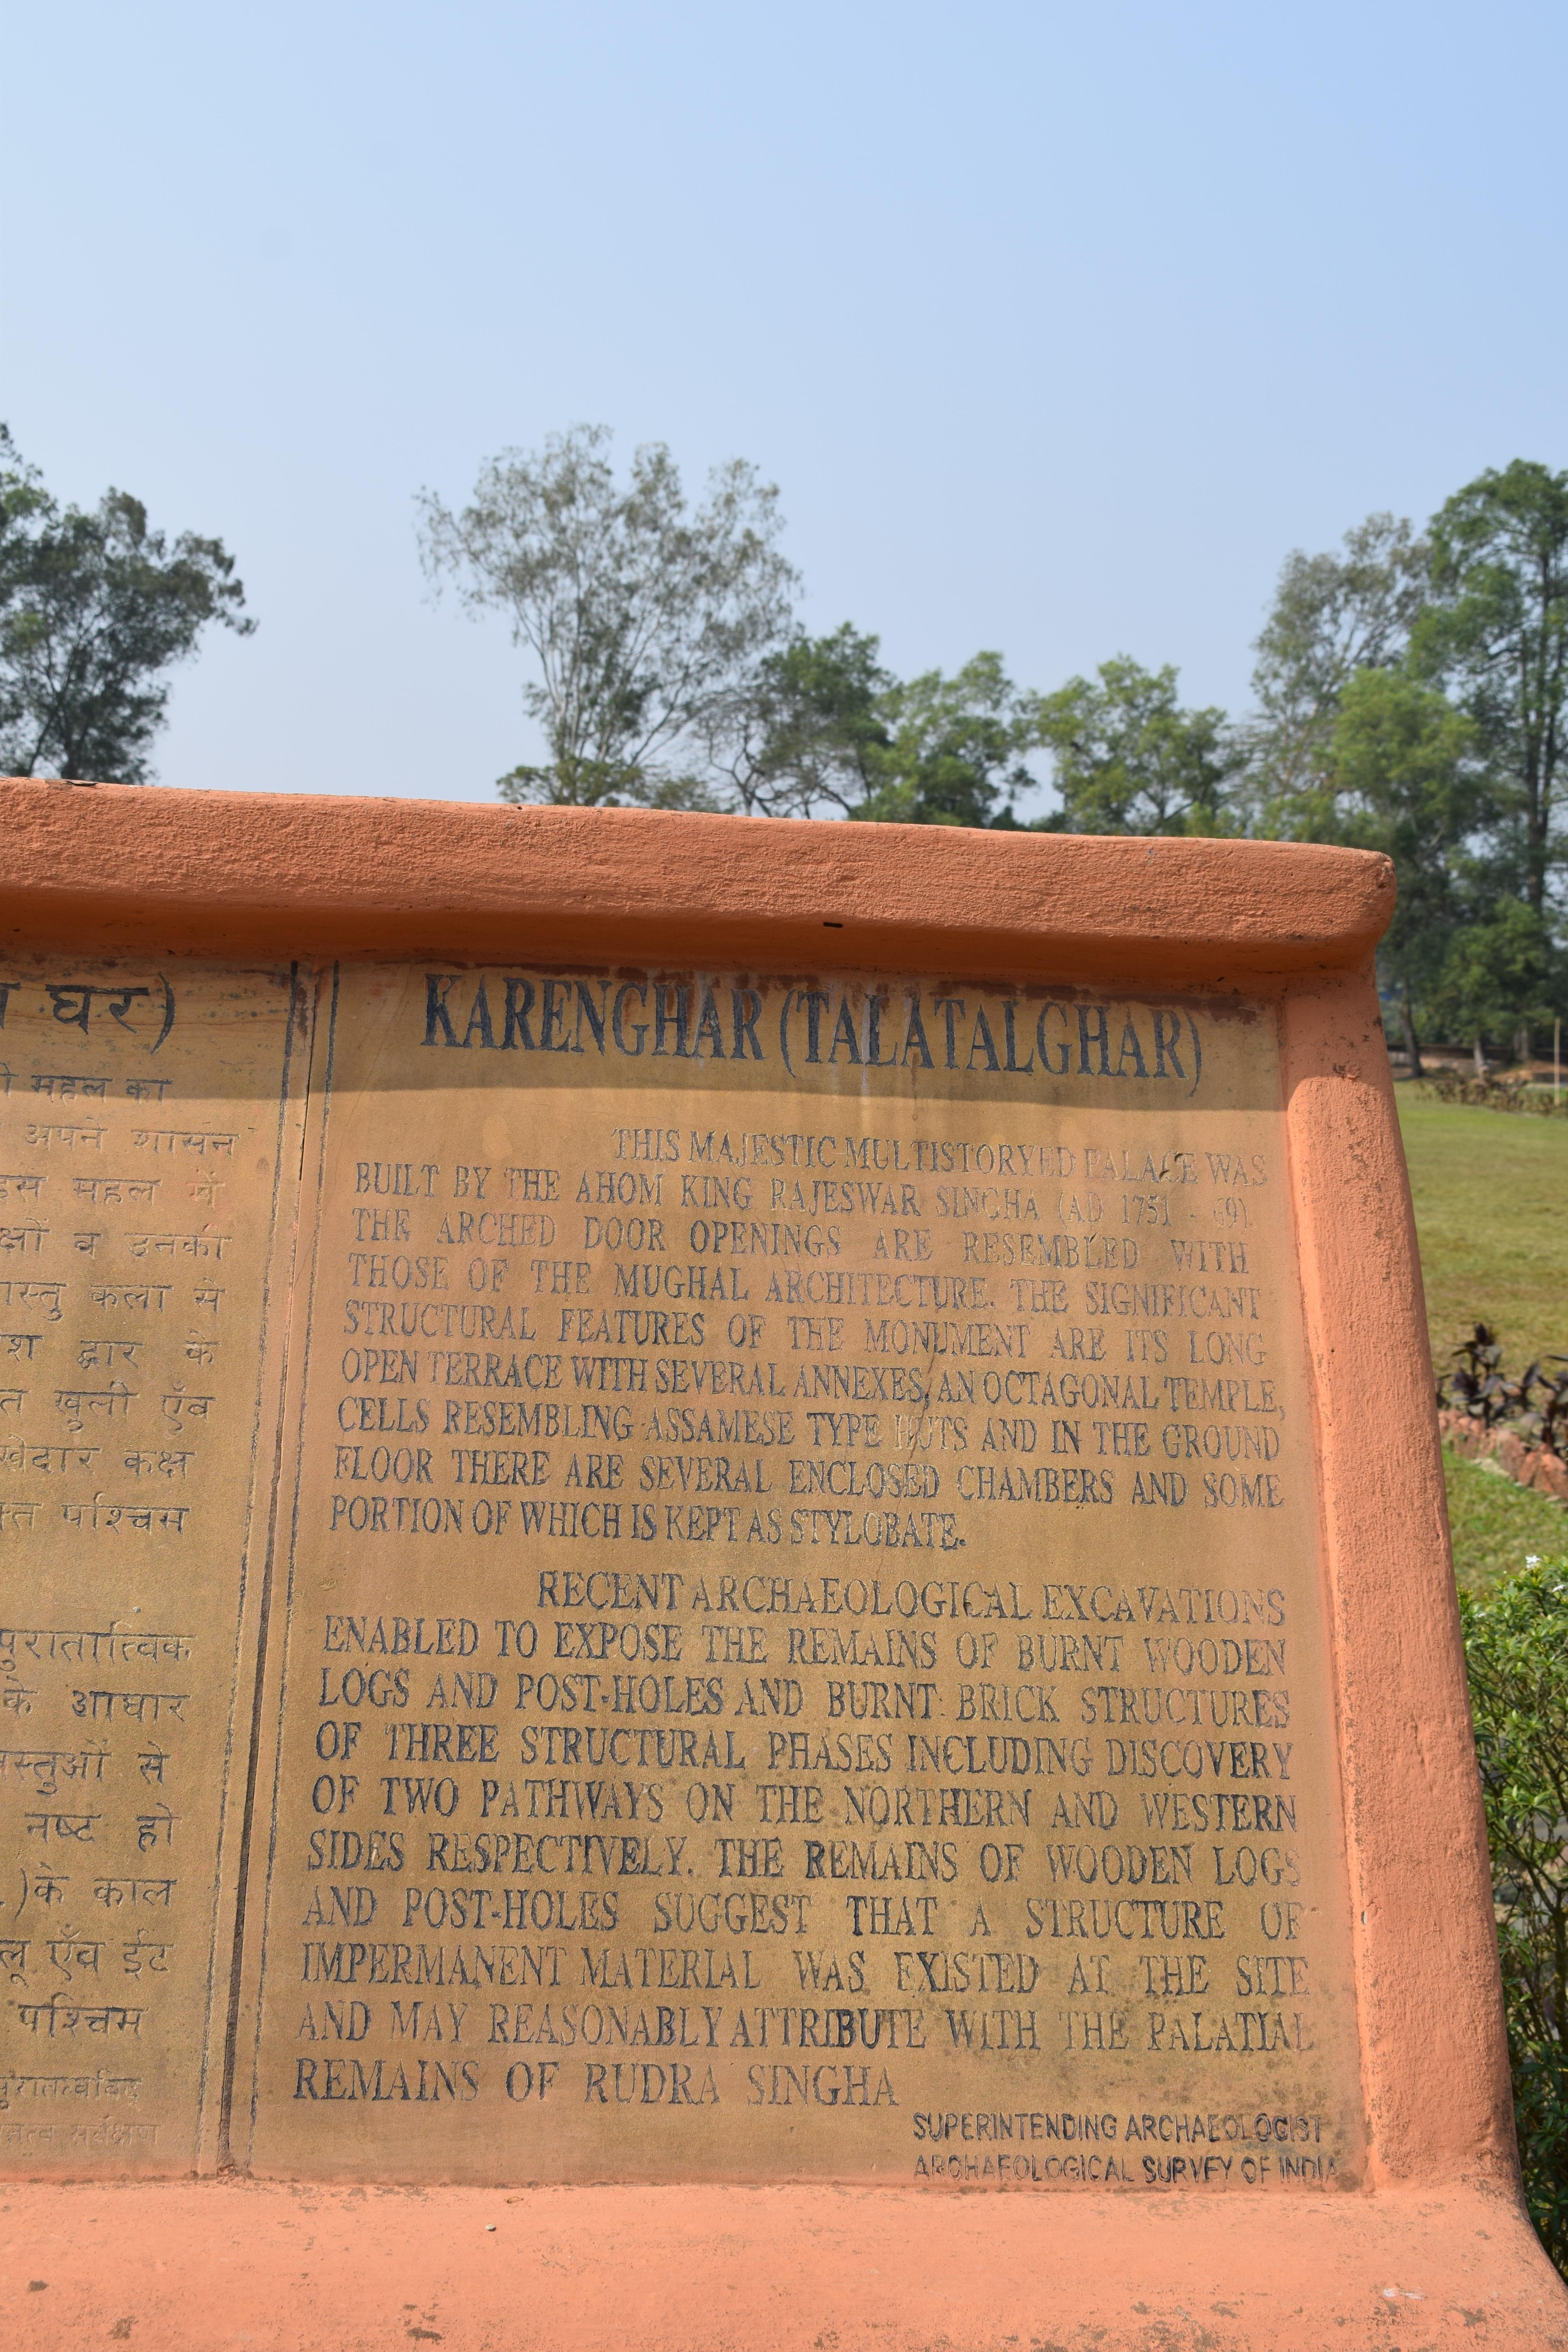 घर)
महल का
अपने शासन
इस महल में
क्षों व उनकी
वास्तु कला से
श द्वार के
त खुली एँव
खेदार कक्ष
क्त पश्चिम
पुरातात्विक
के आधार
वस्तुओं से
नष्ट हो
.)के काल
लू एँव ईंट
पश्चिम
KARENGHAR (TALATALGHAR)
THIS MAJESTIC MULTISTORYED PALACE WAS
BUILT BY THE AHOM KING RAJESWAR SINGHA (AD 1751 - 69).
THE ARCHED DOOR OPENINGS ARE RESEMBLED WITH
THOSE OF THE MUGHAL ARCHITECTURE. THE SIGNIFICANT
STRUCTURAL FEATURES OF THE MONUMENT ARE ITS LONG
OPEN TERRACE WITH SEVERAL ANNEXES, AN OCTAGONAL TEMPLE,
CELLS RESEMBLING ASSAMESE TYPE HUTS AND IN THE GROUND
FLOOR THERE ARE SEVERAL ENCLOSED CHAMBERS AND SOME
PORTION OF WHICH IS KEPT AS STYLOBATE.
RECENT ARCHAEOLOGICAL EXCAVATIONS
ENABLED TO EXPOSE THE REMAINS OF BURNT WOODEN
LOGS AND POST-HOLES AND BURNT BRICK STRUCTURES
OF THREE STRUCTURAL PHASES INCLUDING DISCOVERY
OF TWO PATHWAYS ON THE NORTHERN AND WESTERN
SIDES RESPECTIVELY. THE REMAINS OF WOODEN LOGS
AND POST-HOLES SUGGEST THAT A STRUCTURE OF
IMPERMANENT MATERIAL WAS EXISTED AT THE SITE
AND MAY REASONABLY ATTRIBUTE WITH THE PALATIAL
REMAINS OF RUDRA SINGHA
SUPERINTENDING ARCHAEOLOGIST
ARCHAEOLOGICAL SURVEY OF INDIA